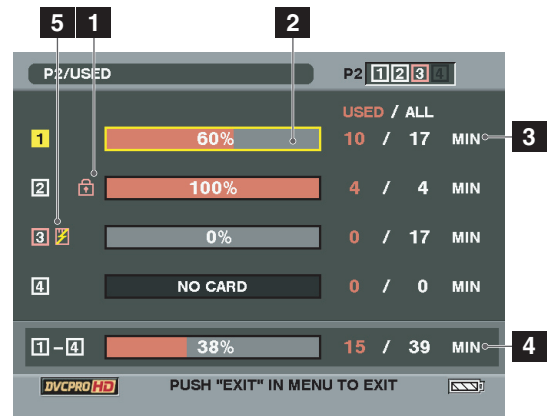 5 1 2
P2/USED P2 1 2 3 4
USED / ALL
1 60% 10 / 17 MIN 3
2 100% 4 / 4 MIN
5 3 0% 0 / 17 MIN
4 NO CARD 0 / 0 MIN
1-4 38% 15 / 39 MIN 4
DVCPRO HD PUSH "EXIT" IN MENU TO EXIT